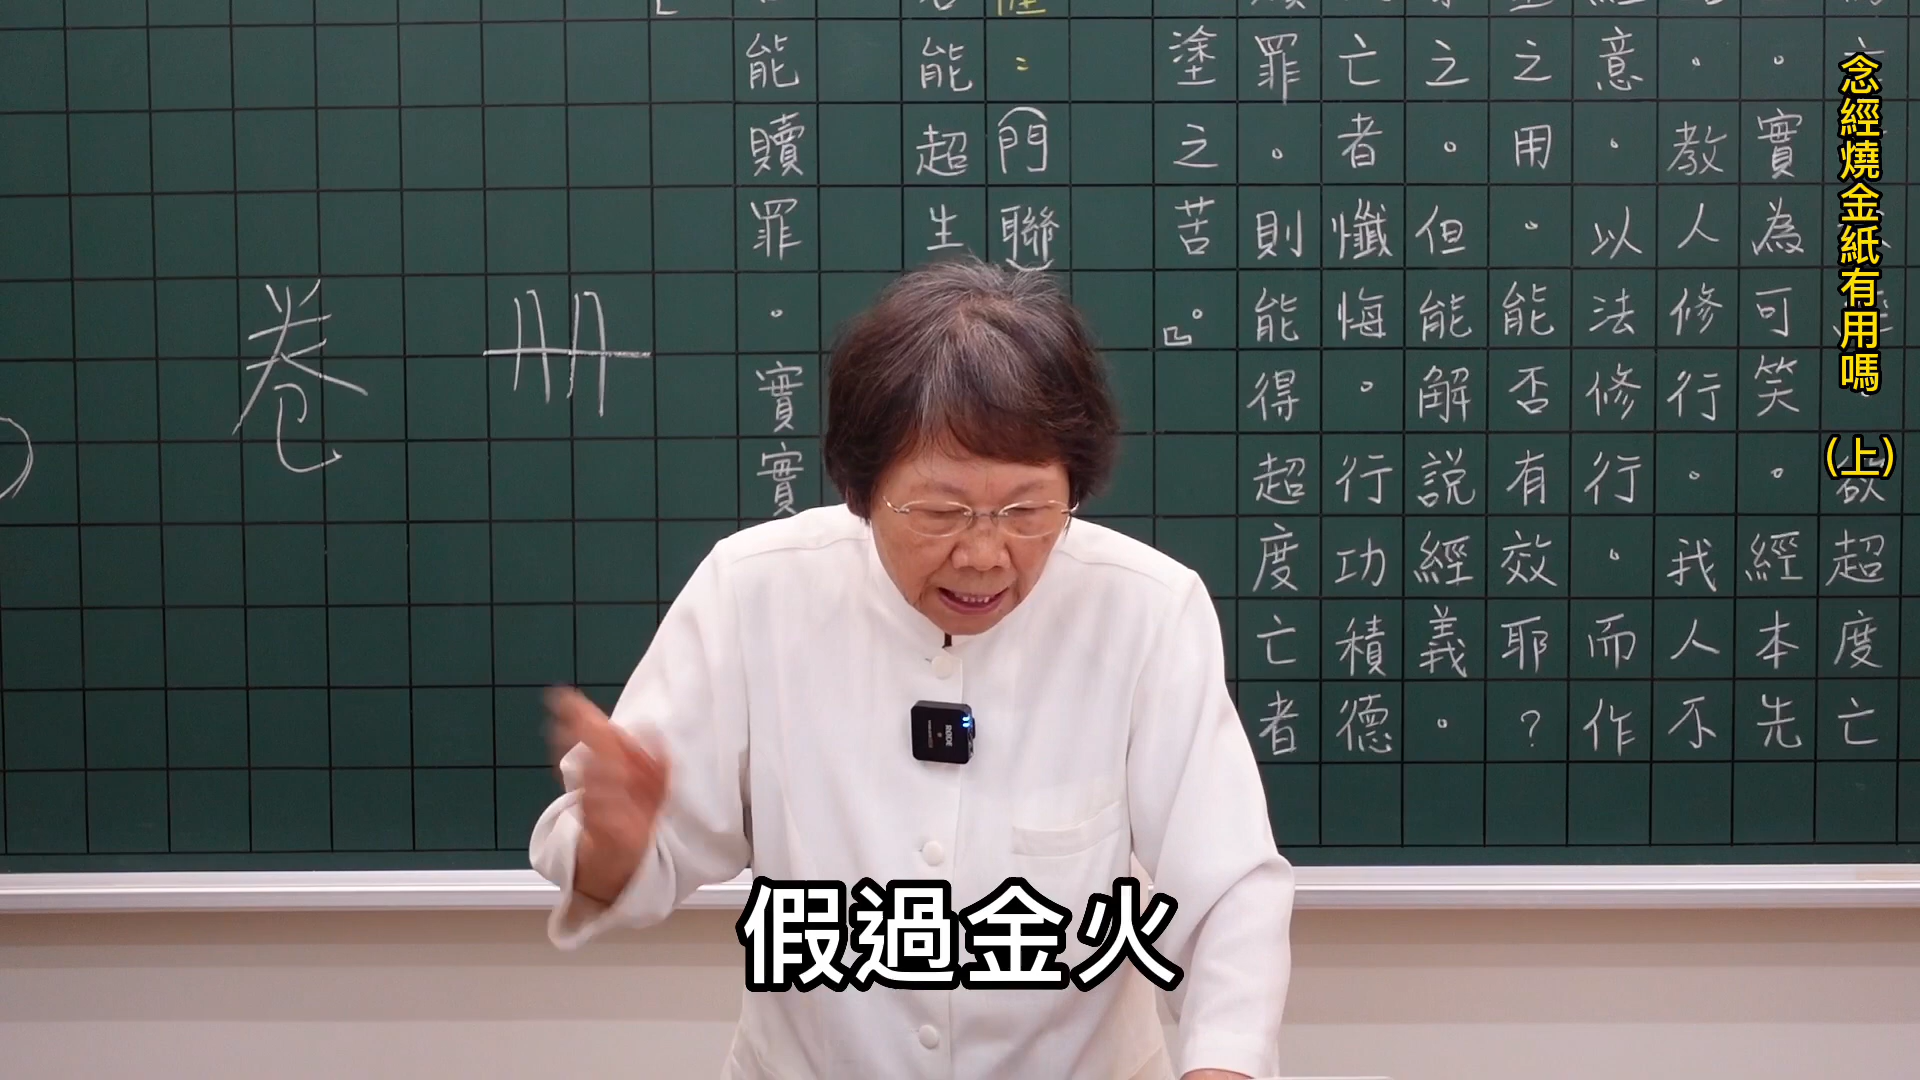 念經燒金紙有用嗎 (上)
欲超度亡
。實為可笑。經本先
。教人修行。我人不
意。以法修行。而作
之用。能否有效耶?
之。但能解說經義。
亡者懺悔。行功積德
罪。則能得超度亡者
塗之苦。』
:(門聯)
能超生
能贖罪。實實
冊
卷
RODE
假過金火